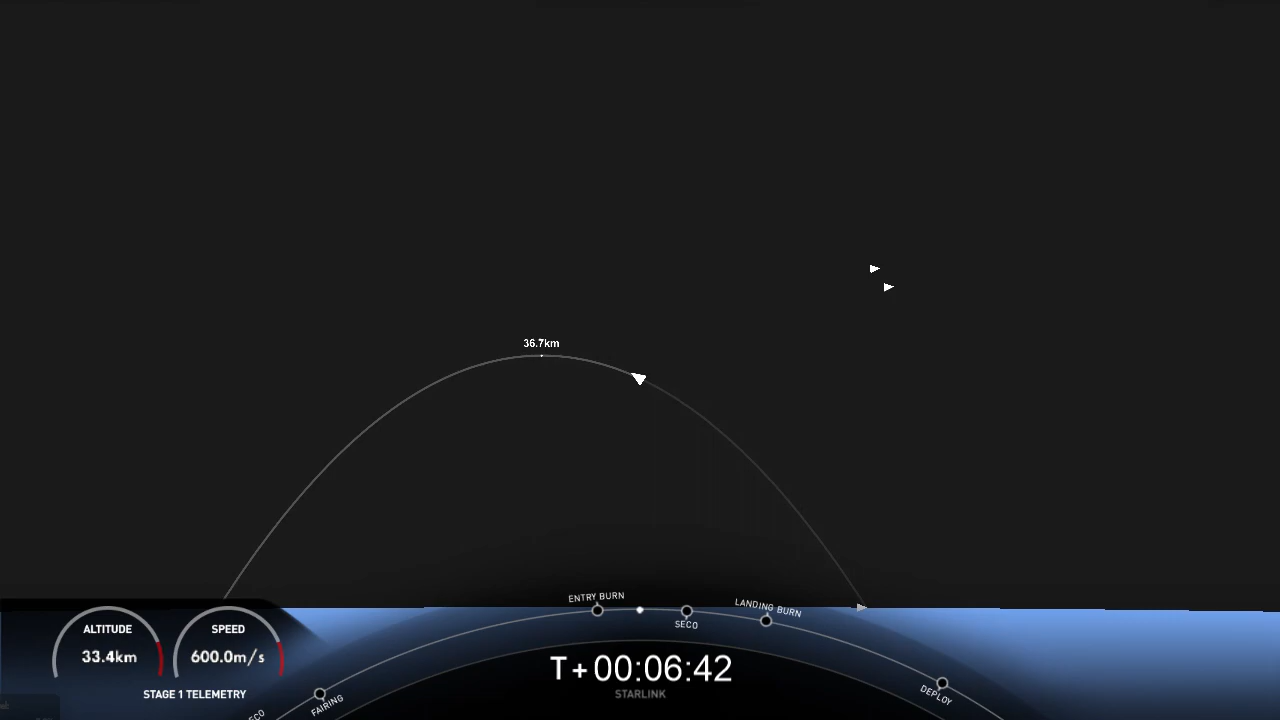 36.7km
ENTRY BURN
LANDING BURN
SECO
ALTITUDE
33.4km
SPEED
600.0m/s
STAGE 1 TELEMETRY
T+00:06:42
STARLINK
FAIRING
DEPLOY
ECO